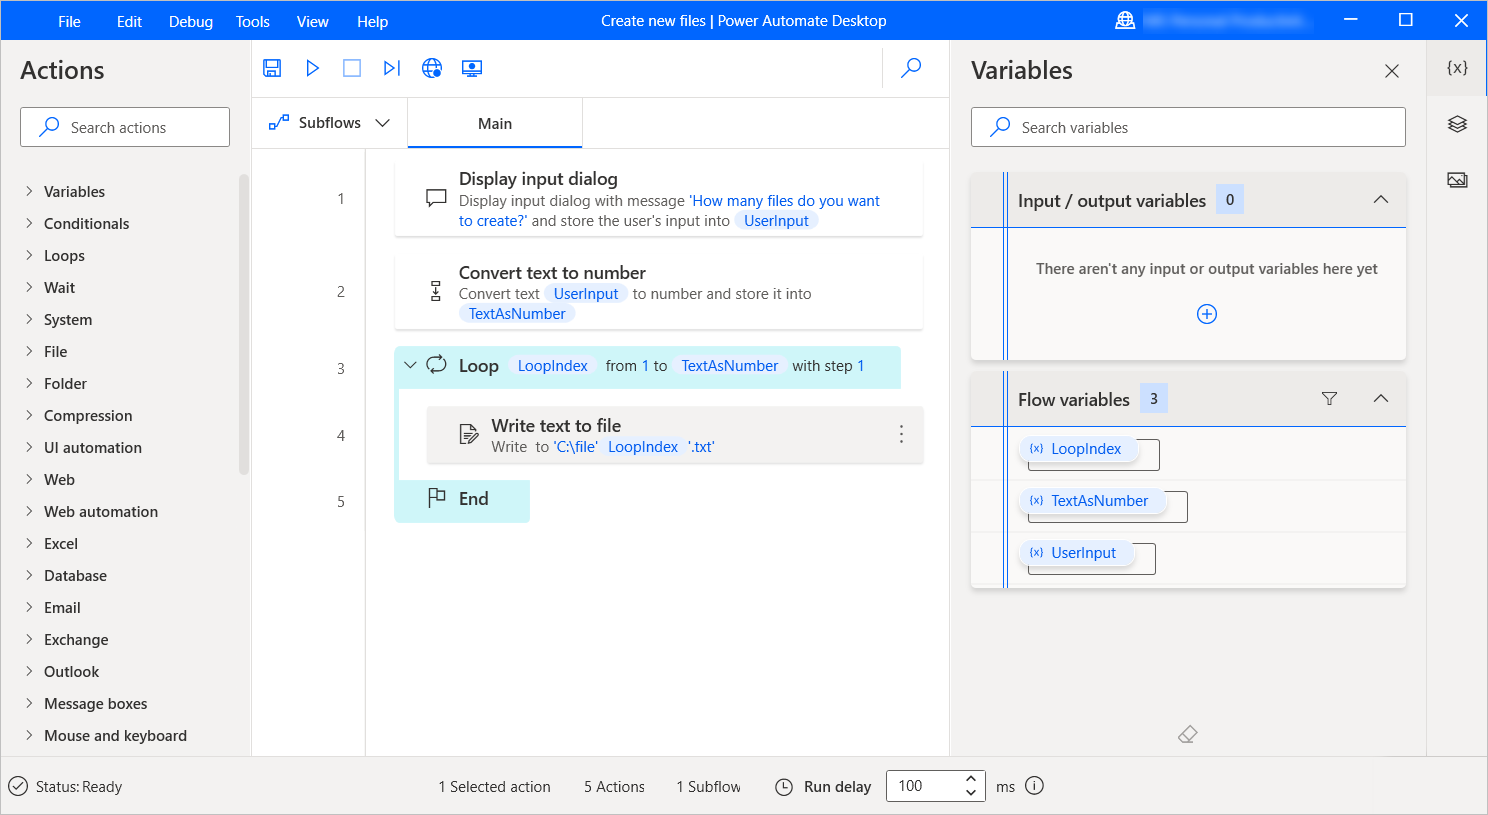 File Edit Debug Tools View Help Create new files | Power Automate Desktop
Actions
Search actions
Variables
Conditionals
Loops
Wait
System
File
Folder
Compression
UI automation
Web
Web automation
Excel
Database
Email
Exchange
Outlook
Message boxes
Mouse and keyboard
Subflows
Main
1
Display input dialog
Display input dialog with message 'How many files do you want
to create?' and store the user's input into UserInput
2
Convert text to number
Convert text UserInput to number and store it into
TextAsNumber
3
Loop LoopIndex from 1 to TextAsNumber with step 1
4
Write text to file
Write to 'C:\file' LoopIndex '.txt'
5
End
Variables
{x}
Search variables
Input / output variables 0
There aren't any input or output variables here yet
Flow variables 3
{x} LoopIndex
{x} TextAsNumber
{x} UserInput
Status: Ready 1 Selected action 5 Actions 1 Subflow Run delay 100 ms